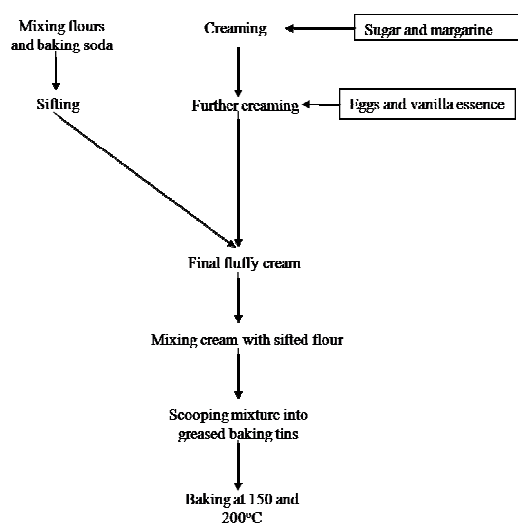 Mixing flours
and baking soda
Creaming
Sugar and margarine
Sifting
Further creaming
Eggs and vanilla essence
Final fluffy cream
Mixing cream with sifted flour
Scooping mixture into
greased baking tins
Baking at 150 and
200°C